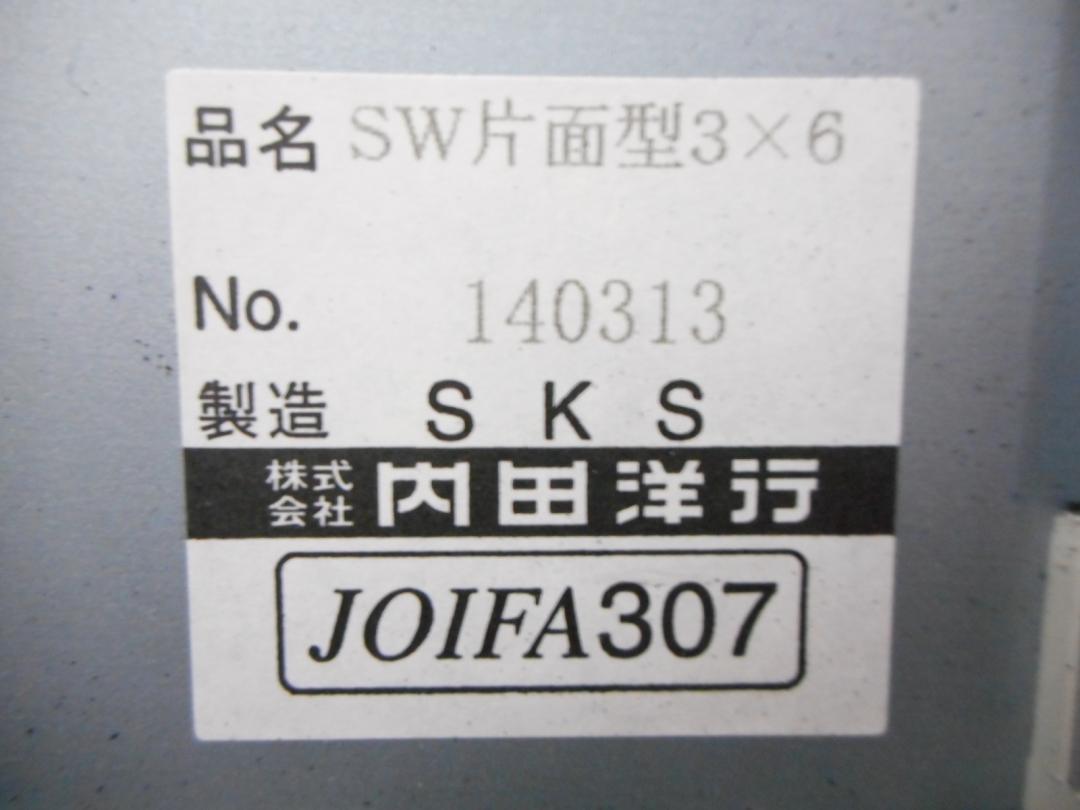 品名 SW片面型3×6
No. 140313
製造 S K S
株式会社 内田洋行
JOIFA307